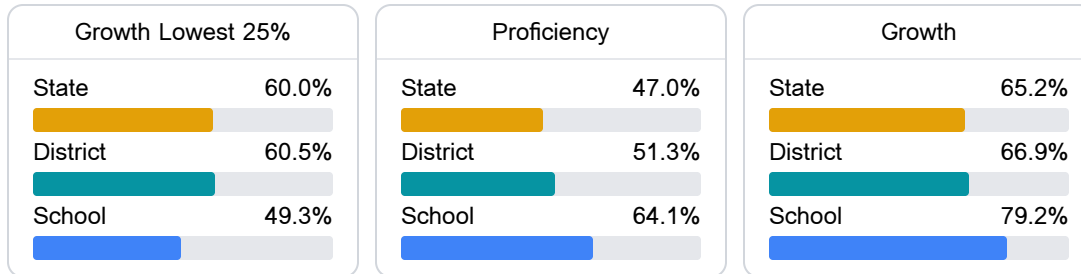 Growth Lowest 25%
State 60.0%
District 60.5%
School 49.3%
Proficiency
State 47.0%
District 51.3%
School 64.1%
Growth
State 65.2%
District 66.9%
School 79.2%